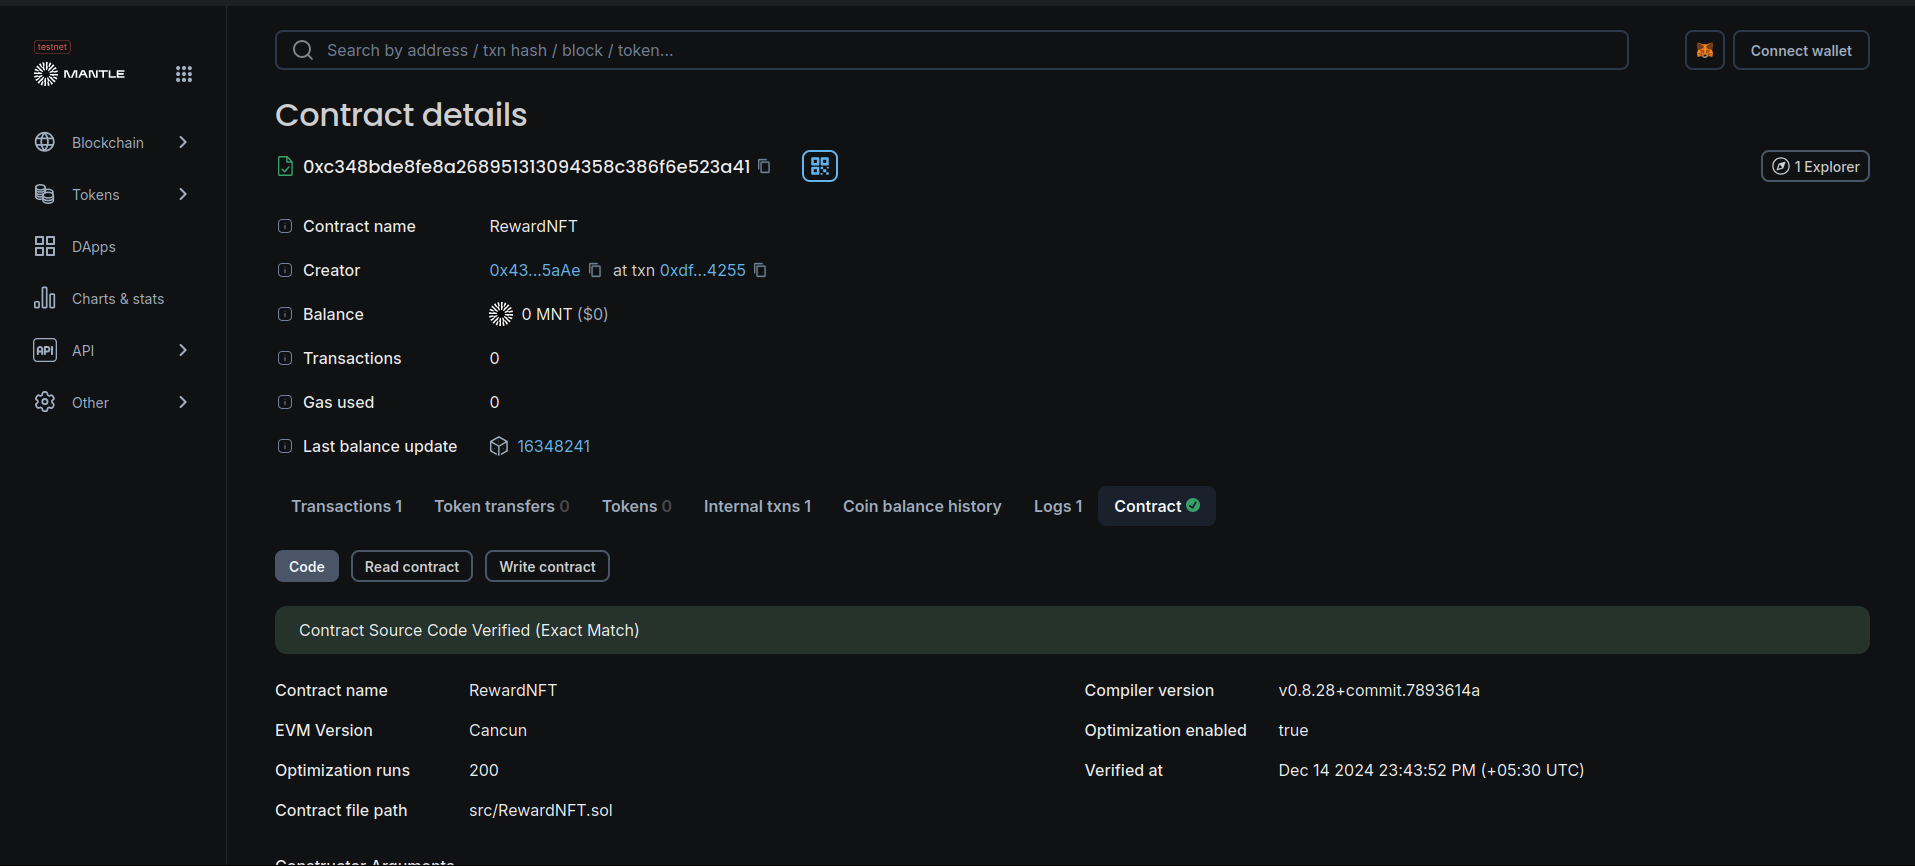 testnet
MANTLE
Search by address / txn hash / block / token...
Connect wallet
Blockchain
Tokens
DApps
Charts & stats
API
API
Other
Contract details
0xc348bde8fe8a268951313094358c386f6e523a41
1 Explorer
Contract name RewardNFT
Creator 0x43...5aAe at txn 0xdf...4255
Balance 0 MNT ($0)
Transactions 0
Gas used 0
Last balance update 16348241
Transactions 1 Token transfers 0 Tokens 0 Internal txns 1 Coin balance history Logs 1 Contract
Code Read contract Write contract
Contract Source Code Verified (Exact Match)
Contract name RewardNFT Compiler version v0.8.28+commit.7893614a
EVM Version Cancun Optimization enabled true
Optimization runs 200 Verified at Dec 14 2024 23:43:52 PM (+05:30 UTC)
Contract file path src/RewardNFT.sol
Constructor Arguments